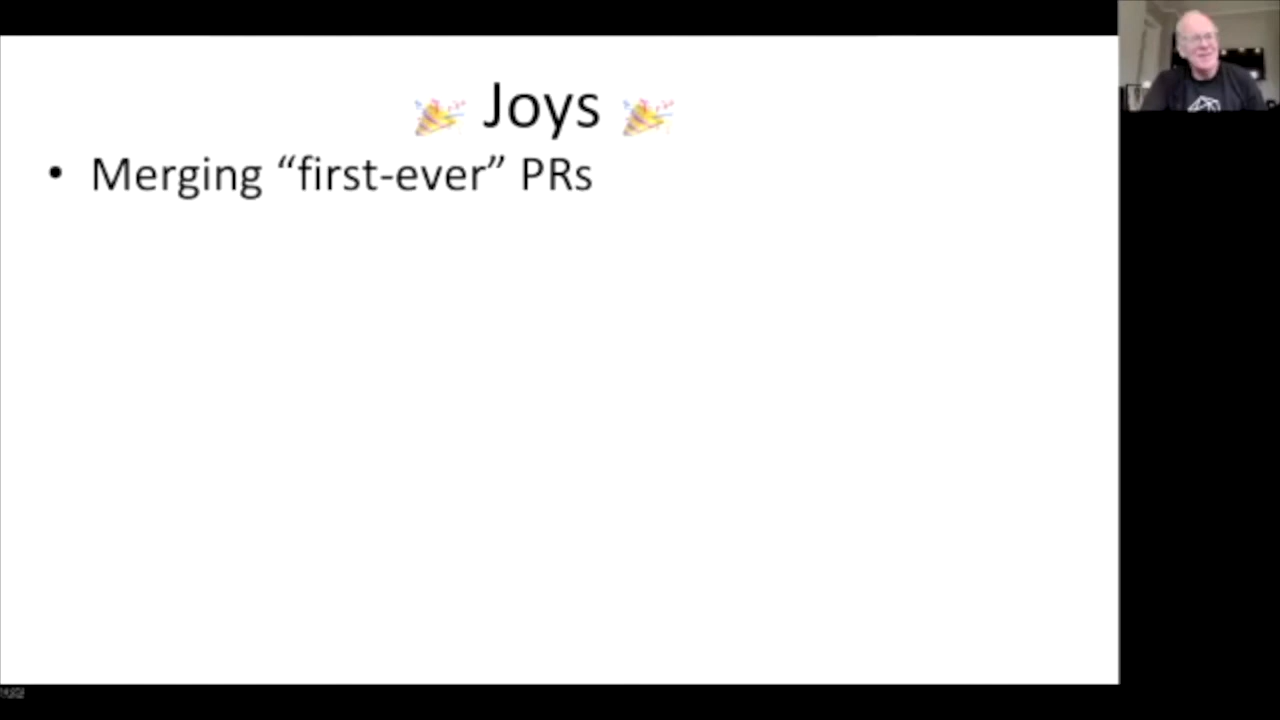 🎉 Joys 🎉
• Merging “first-ever” PRs